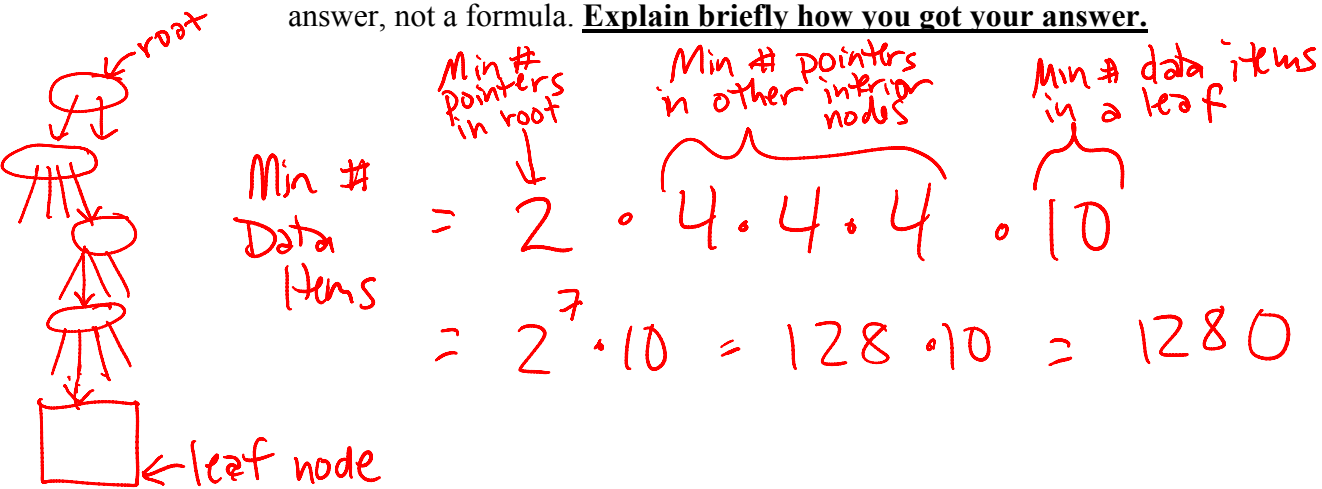 answer, not a formula. Explain briefly how you got your answer.
root
Min #
pointers
in root
Min # pointers
in other interior
nodes
Min # data items
in a leaf
Min #
Data
Items
= 2 · 4 · 4 · 4 · 10
= 2⁷ · 10 = 128 · 10 = 1280
leaf node